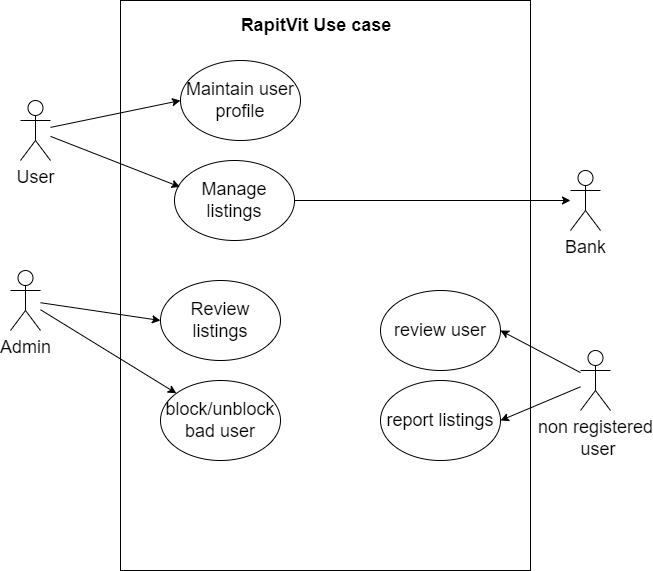 RapitVit Use case
Maintain user
profile
User
Manage
listings
Bank
Admin
Review
listings
review user
block/unblock
bad user
report listings
non registered
user